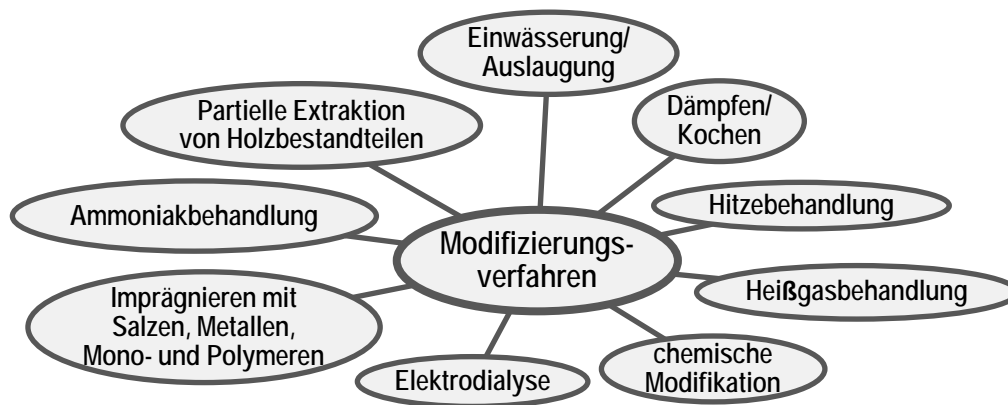 Einwässerung/
Auslaugung
Partielle Extraktion
von Holzbestandteilen
Dämpfen/
Kochen
Ammoniakbehandlung
Hitzebehandlung
Modifizierungs-
verfahren
Imprägnieren mit
Salzen, Metallen,
Mono- und Polymeren
Heißgasbehandlung
Elektrodialyse
chemische
Modifikation